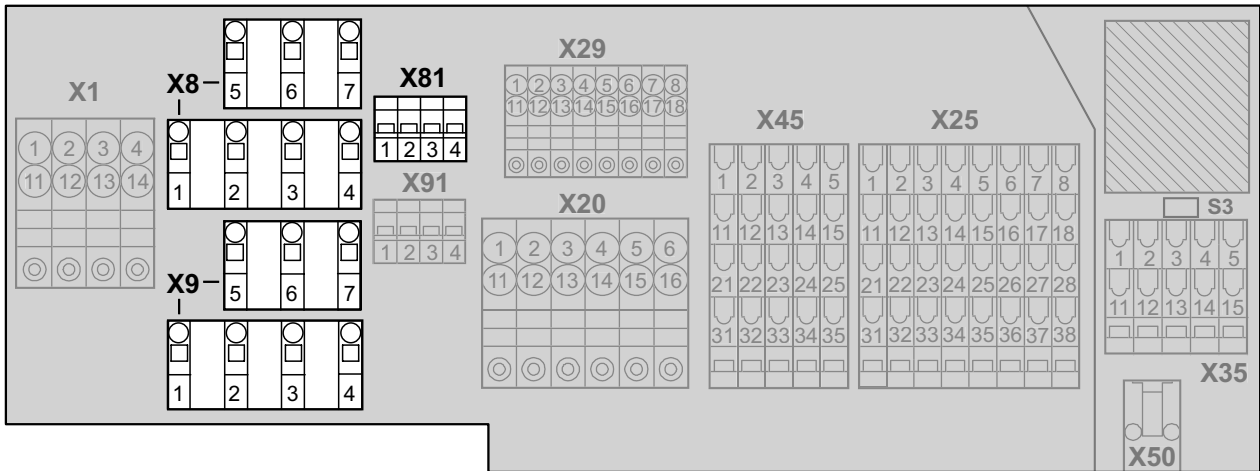 X1
1 2 3 4
11 12 13 14
X8
5 6 7
1 2 3 4
X9
5 6 7
1 2 3 4
X81
1 2 3 4
X91
1 2 3 4
X29
1 2 3 4 5 6 7 8
11 12 13 14 15 16 17 18
X20
1 2 3 4 5 6
11 12 13 14 15 16
X45
1 2 3 4 5
11 12 13 14 15
21 22 23 24 25
31 32 33 34 35
X25
1 2 3 4 5 6 7 8
11 12 13 14 15 16 17 18
21 22 23 24 25 26 27 28
31 32 33 34 35 36 37 38
S3
1 2 3 4 5
11 12 13 14 15
X35
X50